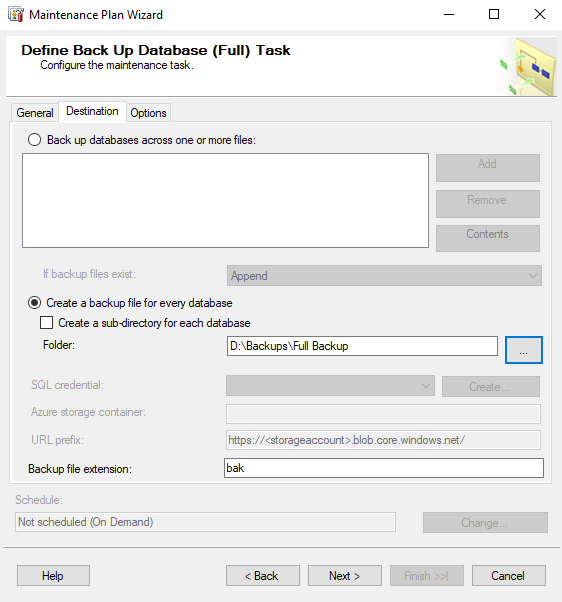 Maintenance Plan Wizard
Define Back Up Database (Full) Task
Configure the maintenance task.
General Destination Options
Back up databases across one or more files:
Add
Remove
Contents
If backup files exist: Append
Create a backup file for every database
Create a sub-directory for each database
Folder: D:\Backups\Full Backup ...
SQL credential: Create...
Azure storage container:
URL prefix: https://<storageaccount>.blob.core.windows.net/
Backup file extension: bak
Schedule:
Not scheduled (On Demand) Change...
Help < Back Next > Finish >>| Cancel